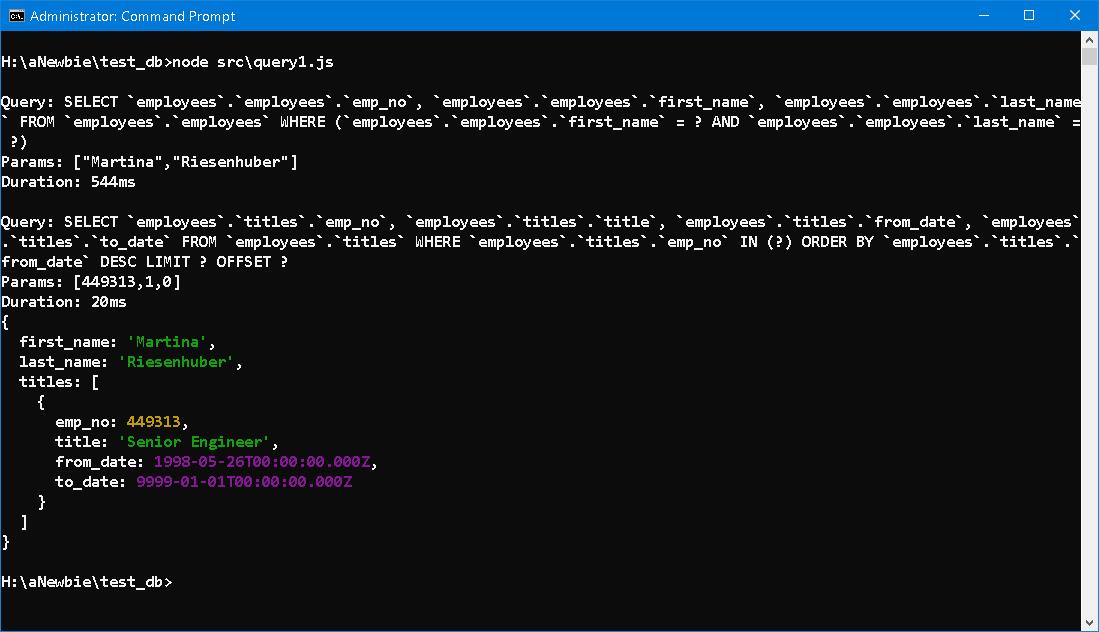 Administrator: Command Prompt
H:\aNewbie\test_db>node src\query1.js
Query: SELECT `employees`.`employees`.`emp_no`, `employees`.`employees`.`first_name`, `employees`.`employees`.`last_name
` FROM `employees`.`employees` WHERE (`employees`.`employees`.`first_name` = ? AND `employees`.`employees`.`last_name` =
 ?)
Params: ["Martina","Riesenhuber"]
Duration: 544ms
Query: SELECT `employees`.`titles`.`emp_no`, `employees`.`titles`.`title`, `employees`.`titles`.`from_date`, `employees`
.`titles`.`to_date` FROM `employees`.`titles` WHERE `employees`.`titles`.`emp_no` IN (?) ORDER BY `employees`.`titles`.`
from_date` DESC LIMIT ? OFFSET ?
Params: [449313,1,0]
Duration: 20ms
{
  first_name: 'Martina',
  last_name: 'Riesenhuber',
  titles: [
    {
      emp_no: 449313,
      title: 'Senior Engineer',
      from_date: 1998-05-26T00:00:00.000Z,
      to_date: 9999-01-01T00:00:00.000Z
    }
  ]
}
H:\aNewbie\test_db>